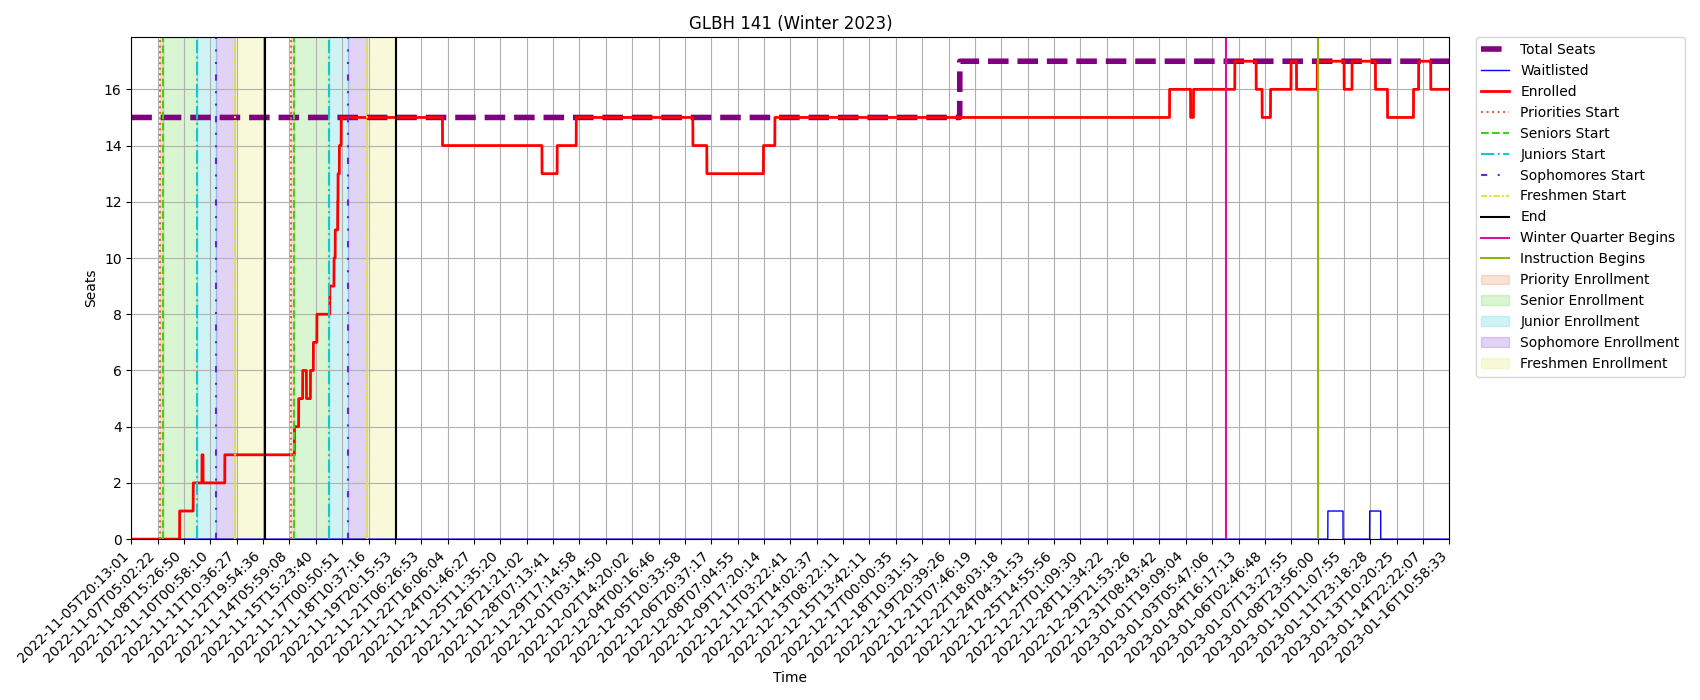 GLBH 141 (Winter 2023)
Seats
16
14
12
10
8
6
4
2
0
2022-11-05T20:13:01
2022-11-07T05:02:22
2022-11-08T15:26:50
2022-11-10T00:58:10
2022-11-11T10:36:27
2022-11-12T19:54:36
2022-11-14T05:59:08
2022-11-15T15:23:40
2022-11-17T00:50:51
2022-11-18T10:37:16
2022-11-19T20:15:53
2022-11-21T06:26:53
2022-11-22T16:06:04
2022-11-24T01:46:27
2022-11-25T11:35:20
2022-11-26T21:21:02
2022-11-28T07:13:41
2022-11-29T17:14:58
2022-12-01T03:14:50
2022-12-02T14:20:02
2022-12-04T00:16:46
2022-12-05T10:33:58
2022-12-06T20:37:17
2022-12-08T07:04:55
2022-12-09T17:20:14
2022-12-11T03:22:41
2022-12-12T14:02:37
2022-12-13T08:22:11
2022-12-15T13:42:11
2022-12-17T00:00:35
2022-12-18T10:31:51
2022-12-19T20:39:26
2022-12-21T07:46:19
2022-12-22T18:03:18
2022-12-24T04:31:53
2022-12-25T14:55:56
2022-12-27T01:09:30
2022-12-28T11:34:22
2022-12-29T21:53:26
2022-12-31T08:43:42
2023-01-01T19:09:04
2023-01-03T05:47:06
2023-01-04T16:17:13
2023-01-06T02:46:48
2023-01-07T13:27:55
2023-01-08T23:56:00
2023-01-10T11:07:55
2023-01-11T23:18:28
2023-01-13T10:20:25
2023-01-14T22:22:07
2023-01-16T10:58:33
Time
Total Seats
Waitlisted
Enrolled
Priorities Start
Seniors Start
Juniors Start
Sophomores Start
Freshmen Start
End
Winter Quarter Begins
Instruction Begins
Priority Enrollment
Senior Enrollment
Junior Enrollment
Sophomore Enrollment
Freshmen Enrollment